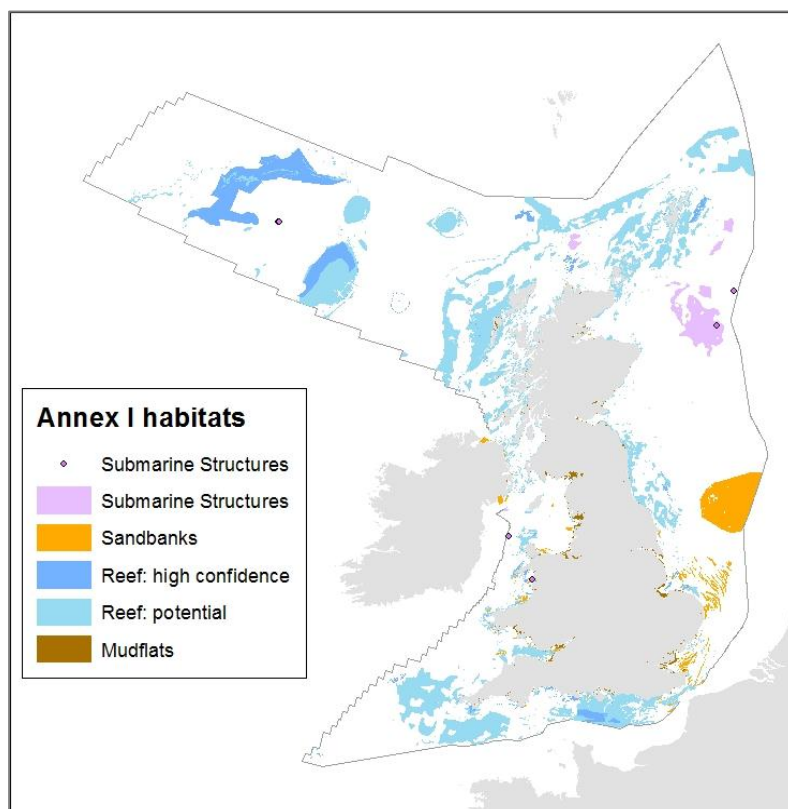 Annex I habitats
Submarine Structures
Submarine Structures
Sandbanks
Reef: high confidence
Reef: potential
Mudflats